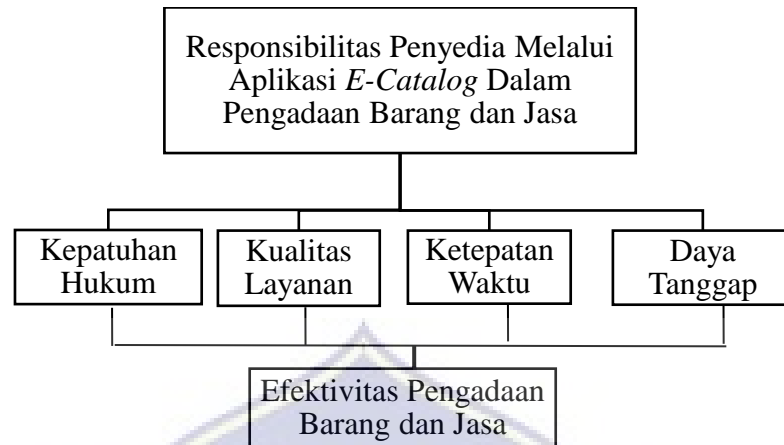 Responsibilitas Penyedia Melalui
Aplikasi E-Catalog Dalam
Pengadaan Barang dan Jasa
Kepatuhan
Hukum
Kualitas
Layanan
Ketepatan
Waktu
Daya
Tanggap
Efektivitas Pengadaan
Barang dan Jasa